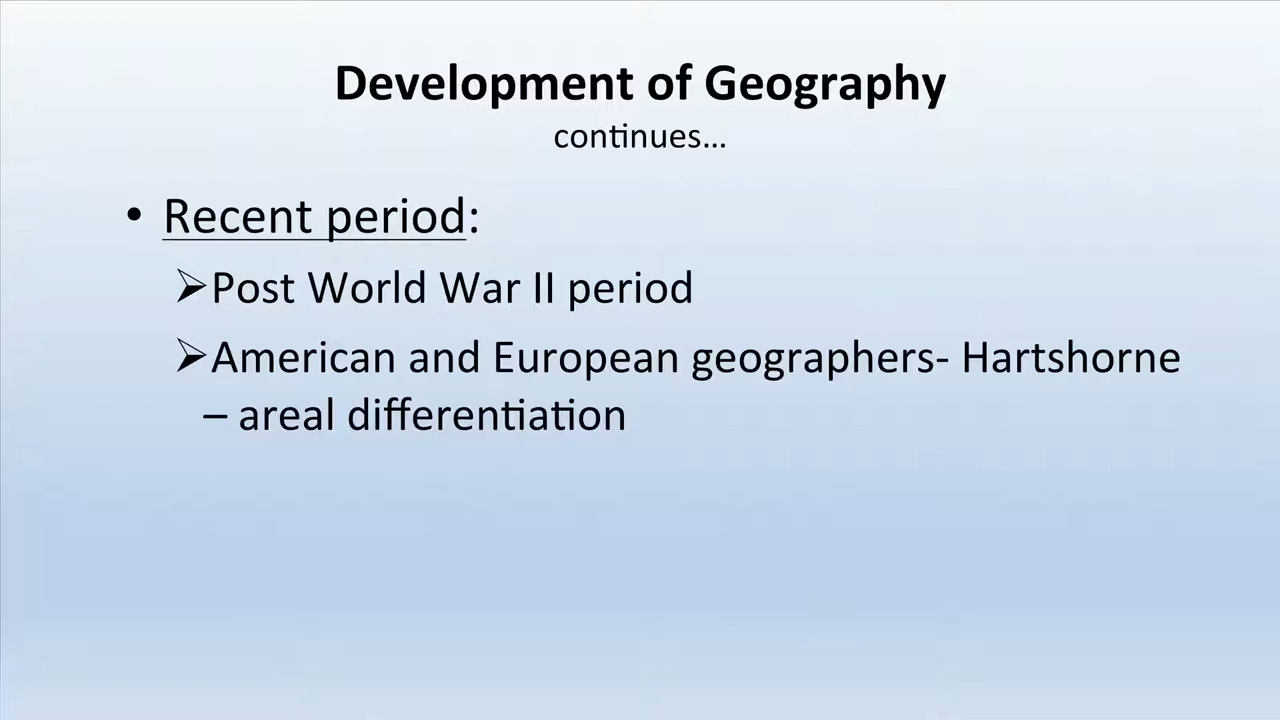 Development of Geography
continues...
• Recent period:
➢Post World War II period
➢American and European geographers- Hartshorne
– areal differentiation